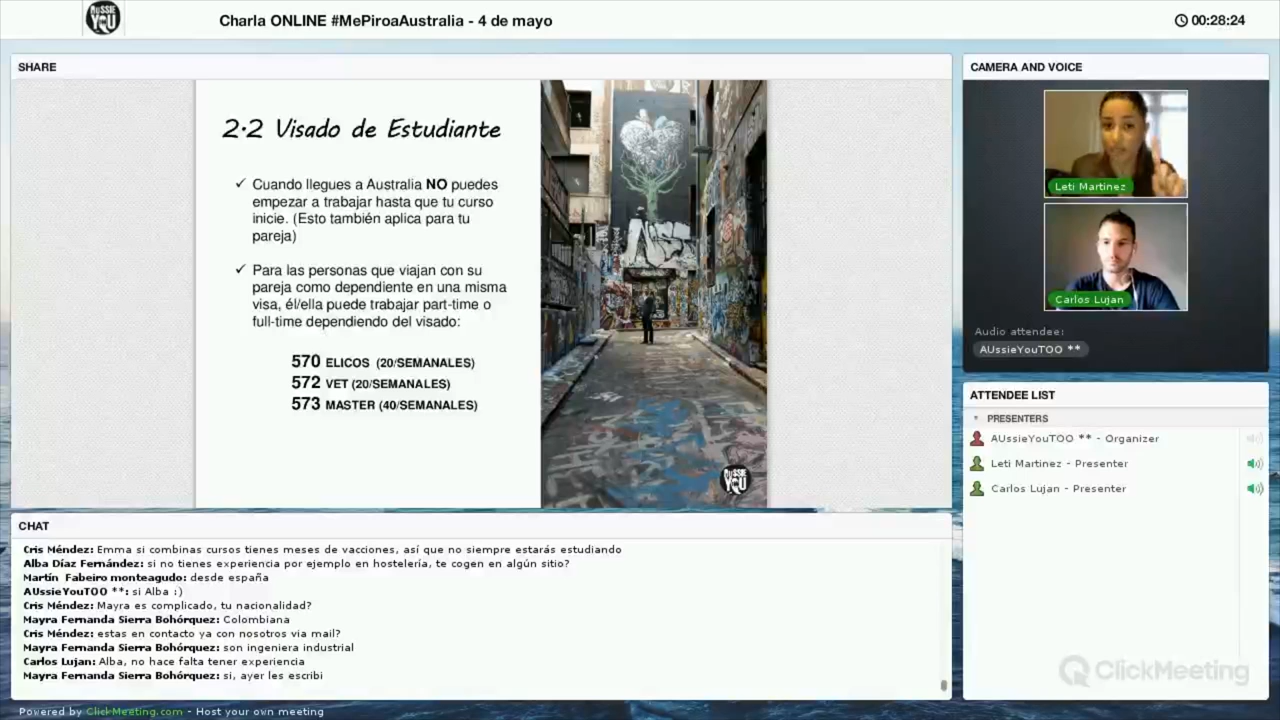 AUSSIE YOU
Charla ONLINE #MePiroaAustralia - 4 de mayo
00:28:24
SHARE
2.2 Visado de Estudiante
✓ Cuando llegues a Australia NO puedes
empezar a trabajar hasta que tu curso
inicie. (Esto también aplica para tu
pareja)
✓ Para las personas que viajan con su
pareja como dependiente en una misma
visa, él/ella puede trabajar part-time o
full-time dependiendo del visado:
570 ELICOS (20/SEMANALES)
572 VET (20/SEMANALES)
573 MASTER (40/SEMANALES)
AUSSIE YOU
CHAT
Cris Méndez: Emma si combinas cursos tienes meses de vacciones, así que no siempre estarás estudiando
Alba Díaz Fernández: si no tienes experiencia por ejemplo en hostelería, te cogen en algún sitio?
Martín Fabeiro monteagudo: desde españa
AUssieYouTOO **: si Alba :)
Cris Méndez: Mayra es complicado, tu nacionalidad?
Mayra Fernanda Sierra Bohórquez: Colombiana
Cris Méndez: estas en contacto ya con nosotros via mail?
Mayra Fernanda Sierra Bohórquez: son ingeniera industrial
Carlos Lujan: Alba, no hace falta tener experiencia
Mayra Fernanda Sierra Bohórquez: si, ayer les escribi
CAMERA AND VOICE
Leti Martinez
Carlos Lujan
Audio attendee:
AUssieYouTOO **
ATTENDEE LIST
PRESENTERS
AUssieYouTOO ** - Organizer
Leti Martinez - Presenter
Carlos Lujan - Presenter
ClickMeeting
Powered by ClickMeeting.com - Host your own meeting